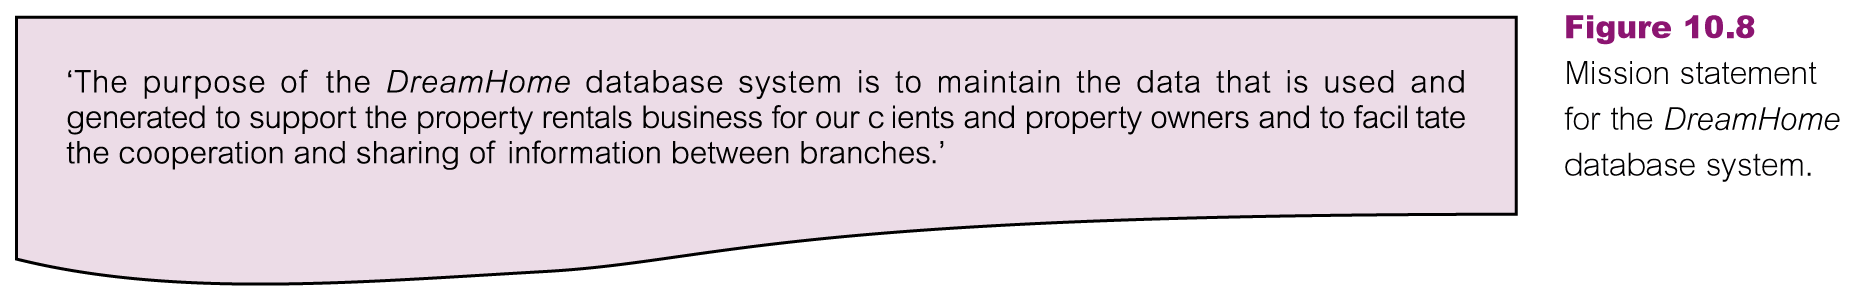 ‘The purpose of the DreamHome database system is to maintain the data that is used and
generated to support the property rentals business for our c ients and property owners and to facil tate
the cooperation and sharing of information between branches.’
Figure 10.8
Mission statement
for the DreamHome
database system.